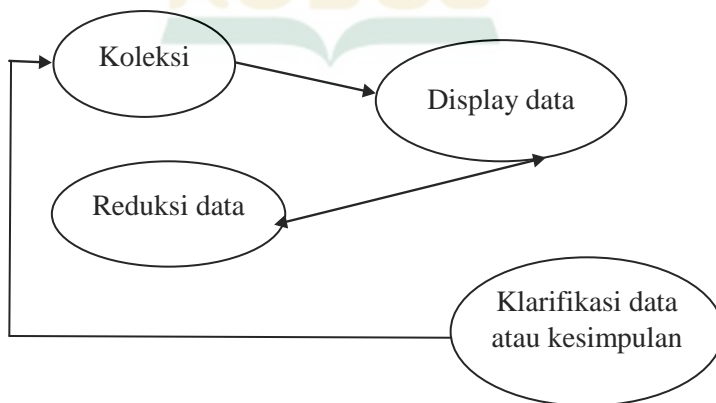 Koleksi
Display data
Reduksi data
Klarifikasi data
atau kesimpulan